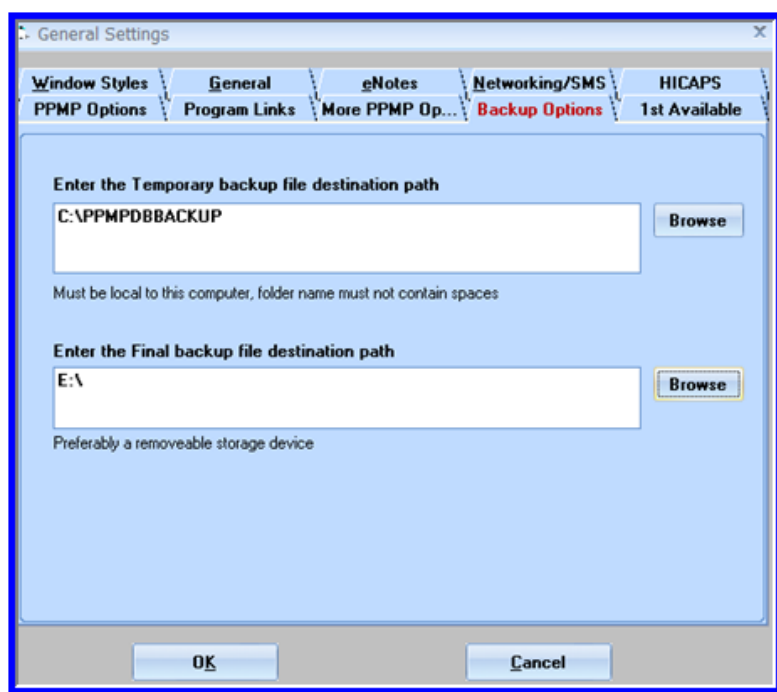 General Settings
Window Styles General eNotes Networking/SMS HICAPS
PPMP Options Program Links More PPMP Op... Backup Options 1st Available
Enter the Temporary backup file destination path
C:\PPMPDBBACKUP
Browse
Must be local to this computer, folder name must not contain spaces
Enter the Final backup file destination path
E:\
Browse
Preferably a removeable storage device
OK Cancel